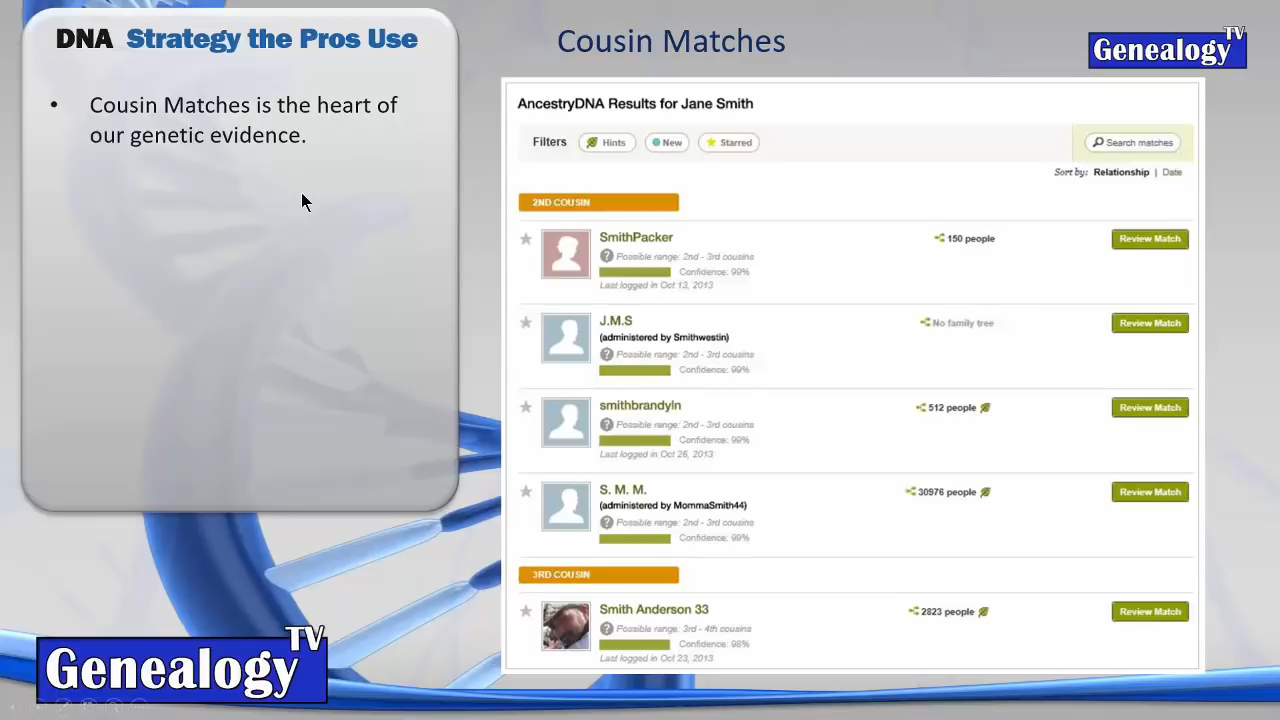 DNA Strategy the Pros Use
• Cousin Matches is the heart of
our genetic evidence.
Cousin Matches
Genealogy TV
AncestryDNA Results for Jane Smith
Filters Hints New Starred Search matches
Sort by: Relationship | Date
2ND COUSIN
SmithPacker 150 people Review Match
? Possible range: 2nd - 3rd cousins
Confidence: 99%
Last logged in Oct 13, 2013
J.M.S No family tree Review Match
(administered by Smithwestin)
? Possible range: 2nd - 3rd cousins
Confidence: 99%
smithbrandyln 512 people Review Match
? Possible range: 2nd - 3rd cousins
Confidence: 99%
Last logged in Oct 26, 2013
S. M. M. 30976 people Review Match
(administered by MommaSmith44)
? Possible range: 2nd - 3rd cousins
Confidence: 99%
3RD COUSIN
Smith Anderson 33 2823 people Review Match
? Possible range: 3rd - 4th cousins
Confidence: 98%
Last logged in Oct 23, 2013
Genealogy TV